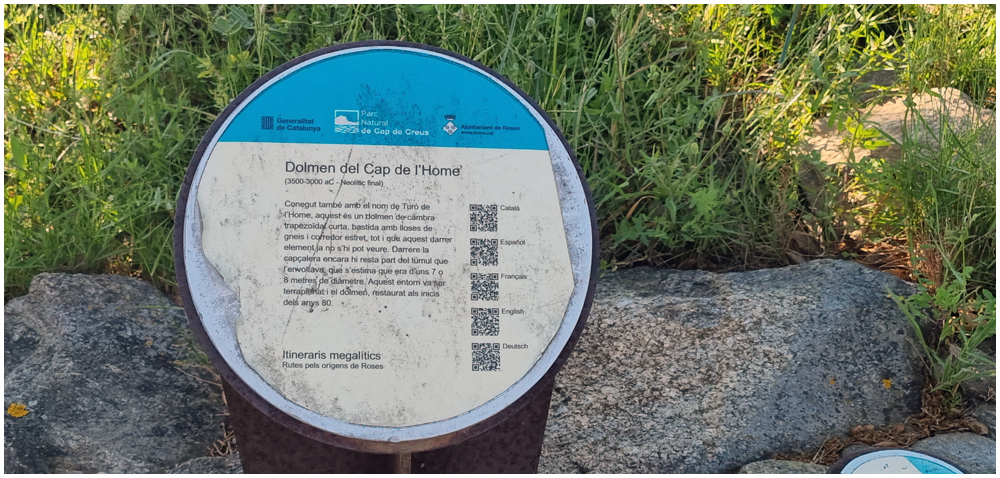 Generalitat
de Catalunya
Parc
Natural
de Cap de Creus
Ajuntament de Roses
www.roses.cat
Dolmen del Cap de l'Home
(3500-3000 aC - Neolític final)
Conegut també amb el nom de Turó de
l'Home, aquest és un dolmen de cambra
trapezoïdal curta, bastida amb lloses de
gneis i corredor estret, tot i que aquest darrer
element ja no s'hi pot veure. Darrere la
capçalera encara hi resta part del túmul que
l'envoltava, que s'estima que era d'uns 7 o
8 metres de diàmetre. Aquest entorn va ser
terraplenat i el dolmen, restaurat als inicis
dels anys 80.
Català
Español
Français
English
Deutsch
Itineraris megalítics
Rutes pels orígens de Roses